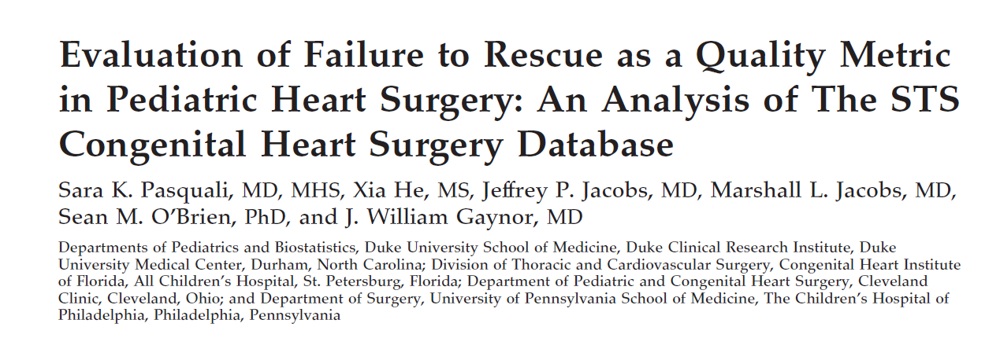 Evaluation of Failure to Rescue as a Quality Metric
in Pediatric Heart Surgery: An Analysis of The STS
Congenital Heart Surgery Database
Sara K. Pasquali, MD, MHS, Xia He, MS, Jeffrey P. Jacobs, MD, Marshall L. Jacobs, MD,
Sean M. O’Brien, PhD, and J. William Gaynor, MD
Departments of Pediatrics and Biostatistics, Duke University School of Medicine, Duke Clinical Research Institute, Duke
University Medical Center, Durham, North Carolina; Division of Thoracic and Cardiovascular Surgery, Congenital Heart Institute
of Florida, All Children’s Hospital, St. Petersburg, Florida; Department of Pediatric and Congenital Heart Surgery, Cleveland
Clinic, Cleveland, Ohio; and Department of Surgery, University of Pennsylvania School of Medicine, The Children’s Hospital of
Philadelphia, Philadelphia, Pennsylvania